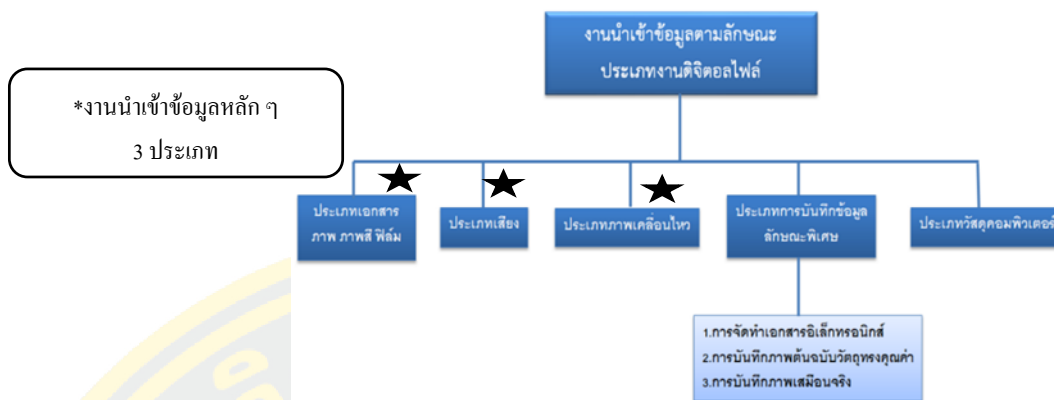 งานนำเข้าข้อมูลตามลักษณะ
ประเภทงานดิจิตอลไฟล์
*งานนำเข้าข้อมูลหลัก ๆ
3 ประเภท
ประเภทเอกสาร
ภาพ ภาพสี ฟิล์ม
ประเภทเสียง
ประเภทภาพเคลื่อนไหว
ประเภทการบันทึกข้อมูล
ลักษณะพิเศษ
ประเภทวัสดุคอมพิวเตอร์
1.การจัดทำเอกสารอิเล็กทรอนิกส์
2.การบันทึกภาพต้นฉบับวัตถุทรงคุณค่า
3.การบันทึกภาพเสมือนจริง